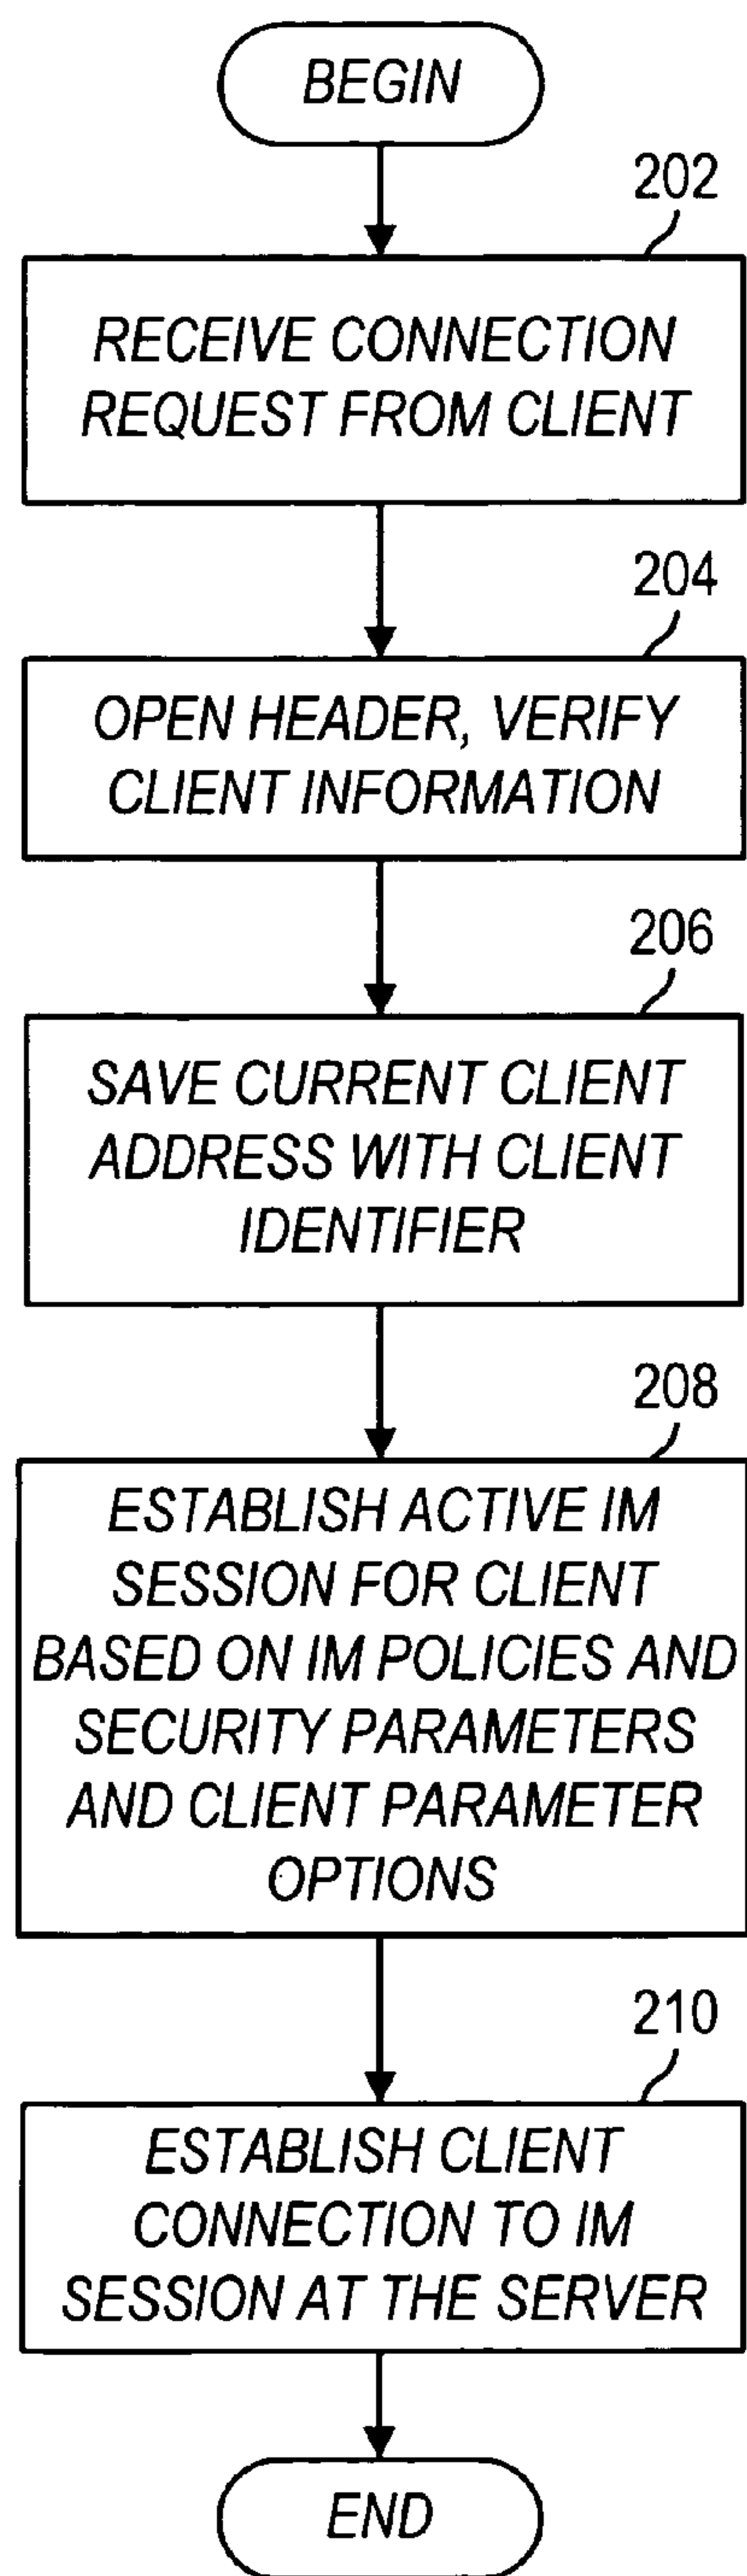 BEGIN
202
RECEIVE CONNECTION
REQUEST FROM CLIENT
204
OPEN HEADER, VERIFY
CLIENT INFORMATION
206
SAVE CURRENT CLIENT
ADDRESS WITH CLIENT
IDENTIFIER
208
ESTABLISH ACTIVE IM
SESSION FOR CLIENT
BASED ON IM POLICIES AND
SECURITY PARAMETERS
AND CLIENT PARAMETER
OPTIONS
210
ESTABLISH CLIENT
CONNECTION TO IM
SESSION AT THE SERVER
END